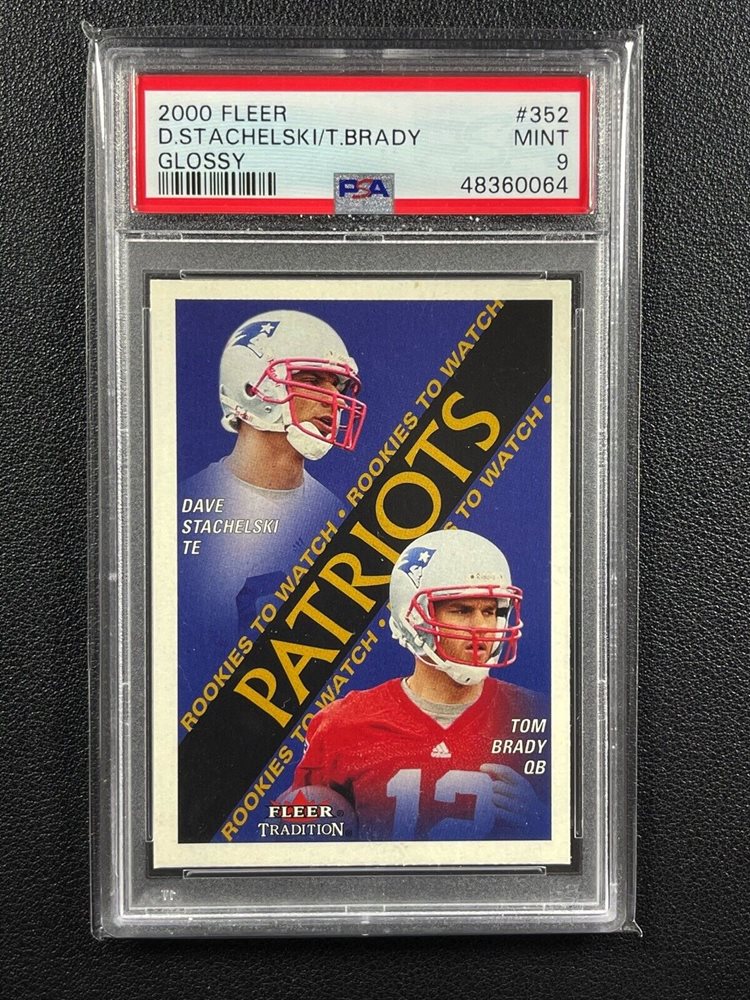 2000 FLEER #352
D.STACHELSKI/T.BRADY MINT
GLOSSY 9
PSA 48360064
ROOKIES TO WATCH • ROOKIES TO WATCH
PATRIOTS
ROOKIES TO WATCH • TO WATCH •
DAVE
STACHELSKI
TE
TOM
BRADY
QB
12
FLEER®
TRADITION®